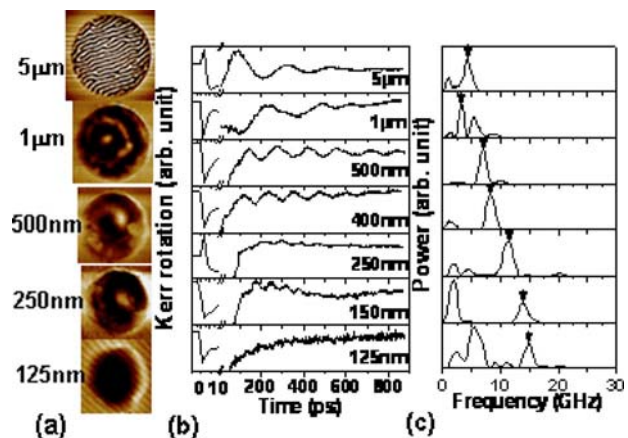 5μm
1μm
500nm
250nm
125nm
(a)
Kerr rotation (arb. unit)
5μm
1μm
500nm
400nm
250nm
150nm
125nm
0 10 200 400 600 800
Time (ps)
(b)
Power (arb. unit)
0 10 20 30
Frequency (GHz)
(c)